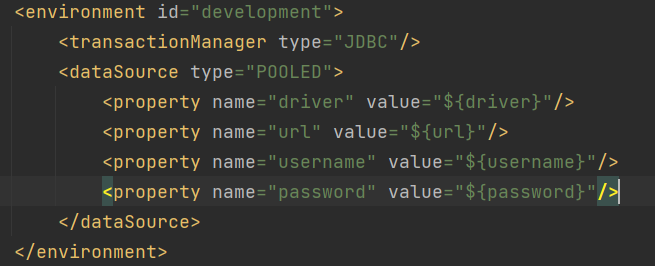 <environment id="development">
<transactionManager type="JDBC"/>
<dataSource type="POOLED">
<property name="driver" value="${driver}"/>
<property name="url" value="${url}"/>
<property name="username" value="${username}"/>
<property name="password" value="${password}"/>
</dataSource>
</environment>